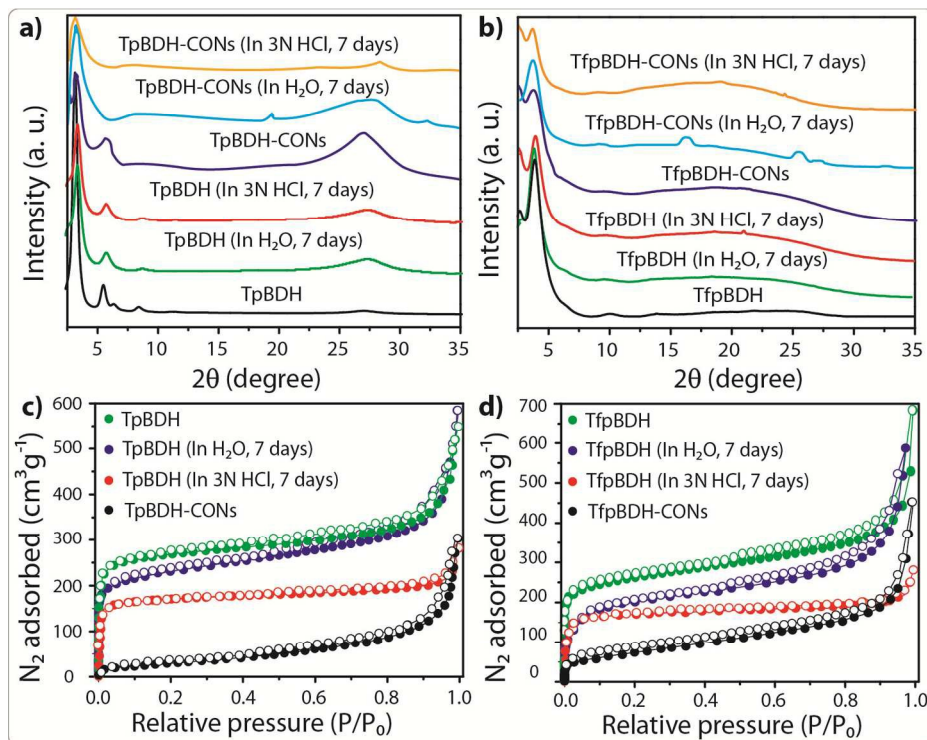 a)
TpBDH-CONs (In 3N HCl, 7 days)
TpBDH-CONs (In H₂O, 7 days)
TpBDH-CONs
TpBDH (In 3N HCl, 7 days)
TpBDH (In H₂O, 7 days)
TpBDH
Intensity (a. u.)
5 10 15 20 25 30 35
2θ (degree)
b)
TfpBDH-CONs (In 3N HCl, 7 days)
TfpBDH-CONs (In H₂O, 7 days)
TfpBDH-CONs
TfpBDH (In 3N HCl, 7 days)
TfpBDH (In H₂O, 7 days)
TfpBDH
Intensity (a. u.)
5 10 15 20 25 30 35
2θ (degree)
c)
TpBDH
TpBDH (In H₂O, 7 days)
TpBDH (In 3N HCl, 7 days)
TpBDH-CONs
N₂ adsorbed (cm³g⁻¹)
600
500
400
300
200
100
0
0.0 0.2 0.4 0.6 0.8 1.0
Relative pressure (P/P₀)
d)
TfpBDH
TfpBDH (In H₂O, 7 days)
TfpBDH (In 3N HCl, 7 days)
TfpBDH-CONs
N₂ adsorbed (cm³g⁻¹)
700
600
500
400
300
200
100
0
0.0 0.2 0.4 0.6 0.8 1.0
Relative pressure (P/P₀)